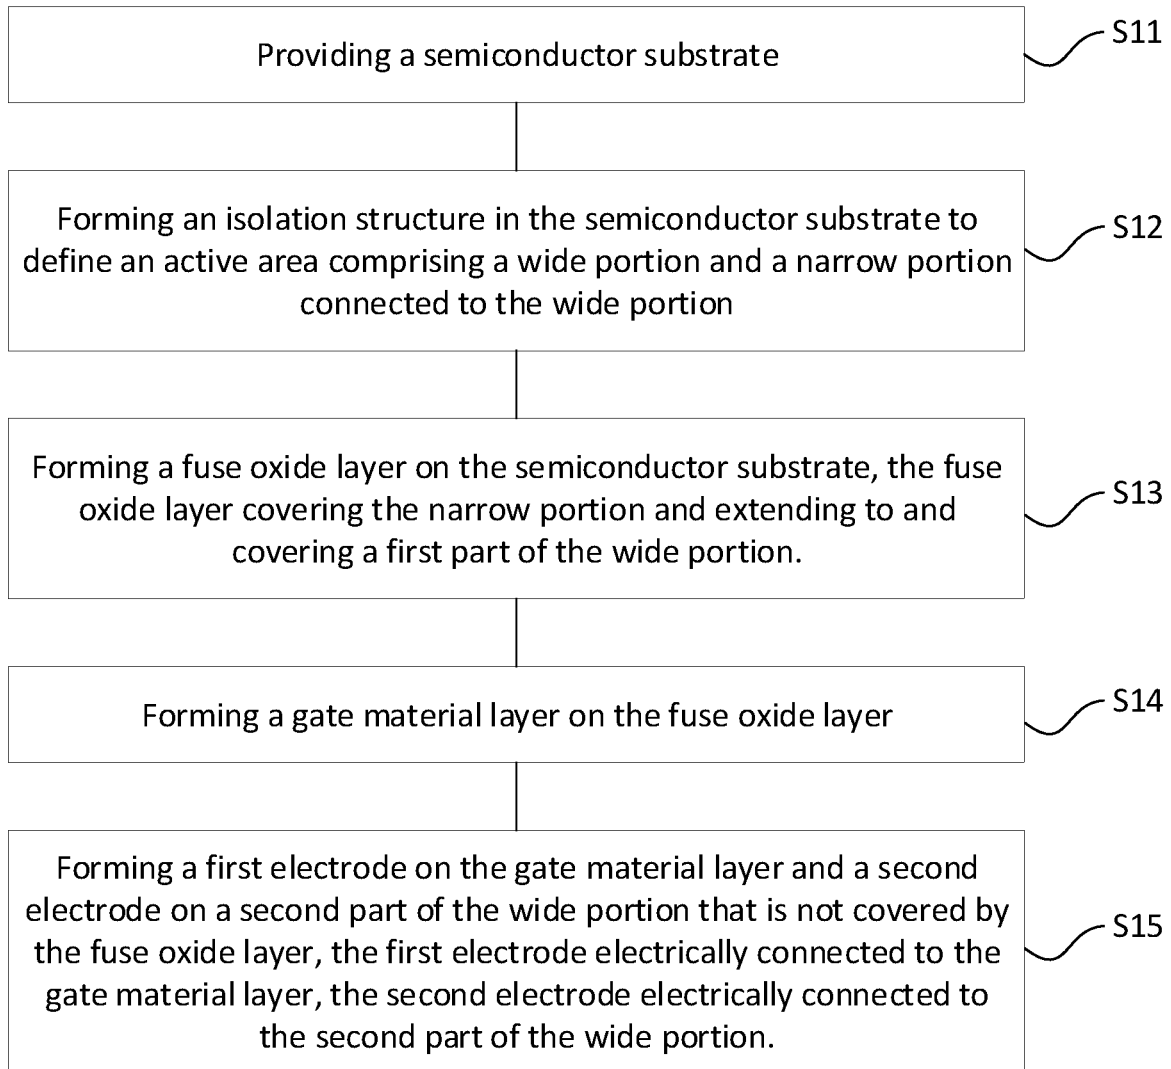 Providing a semiconductor substrate
S11
Forming an isolation structure in the semiconductor substrate to
define an active area comprising a wide portion and a narrow portion
connected to the wide portion
S12
Forming a fuse oxide layer on the semiconductor substrate, the fuse
oxide layer covering the narrow portion and extending to and
covering a first part of the wide portion.
S13
Forming a gate material layer on the fuse oxide layer
S14
Forming a first electrode on the gate material layer and a second
electrode on a second part of the wide portion that is not covered by
the fuse oxide layer, the first electrode electrically connected to the
gate material layer, the second electrode electrically connected to
the second part of the wide portion.
S15